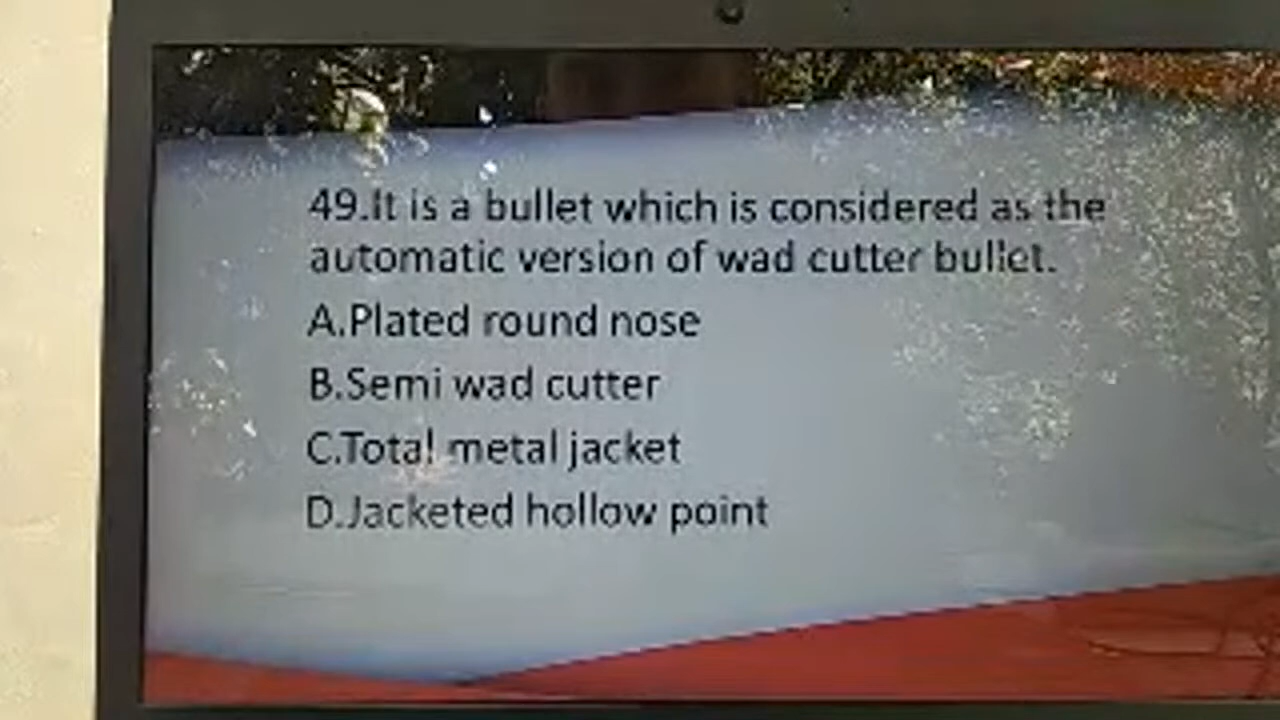 49.It is a bullet which is considered as the
automatic version of wad cutter bullet.
A.Plated round nose
B.Semi wad cutter
C.Total metal jacket
D.Jacketed hollow point